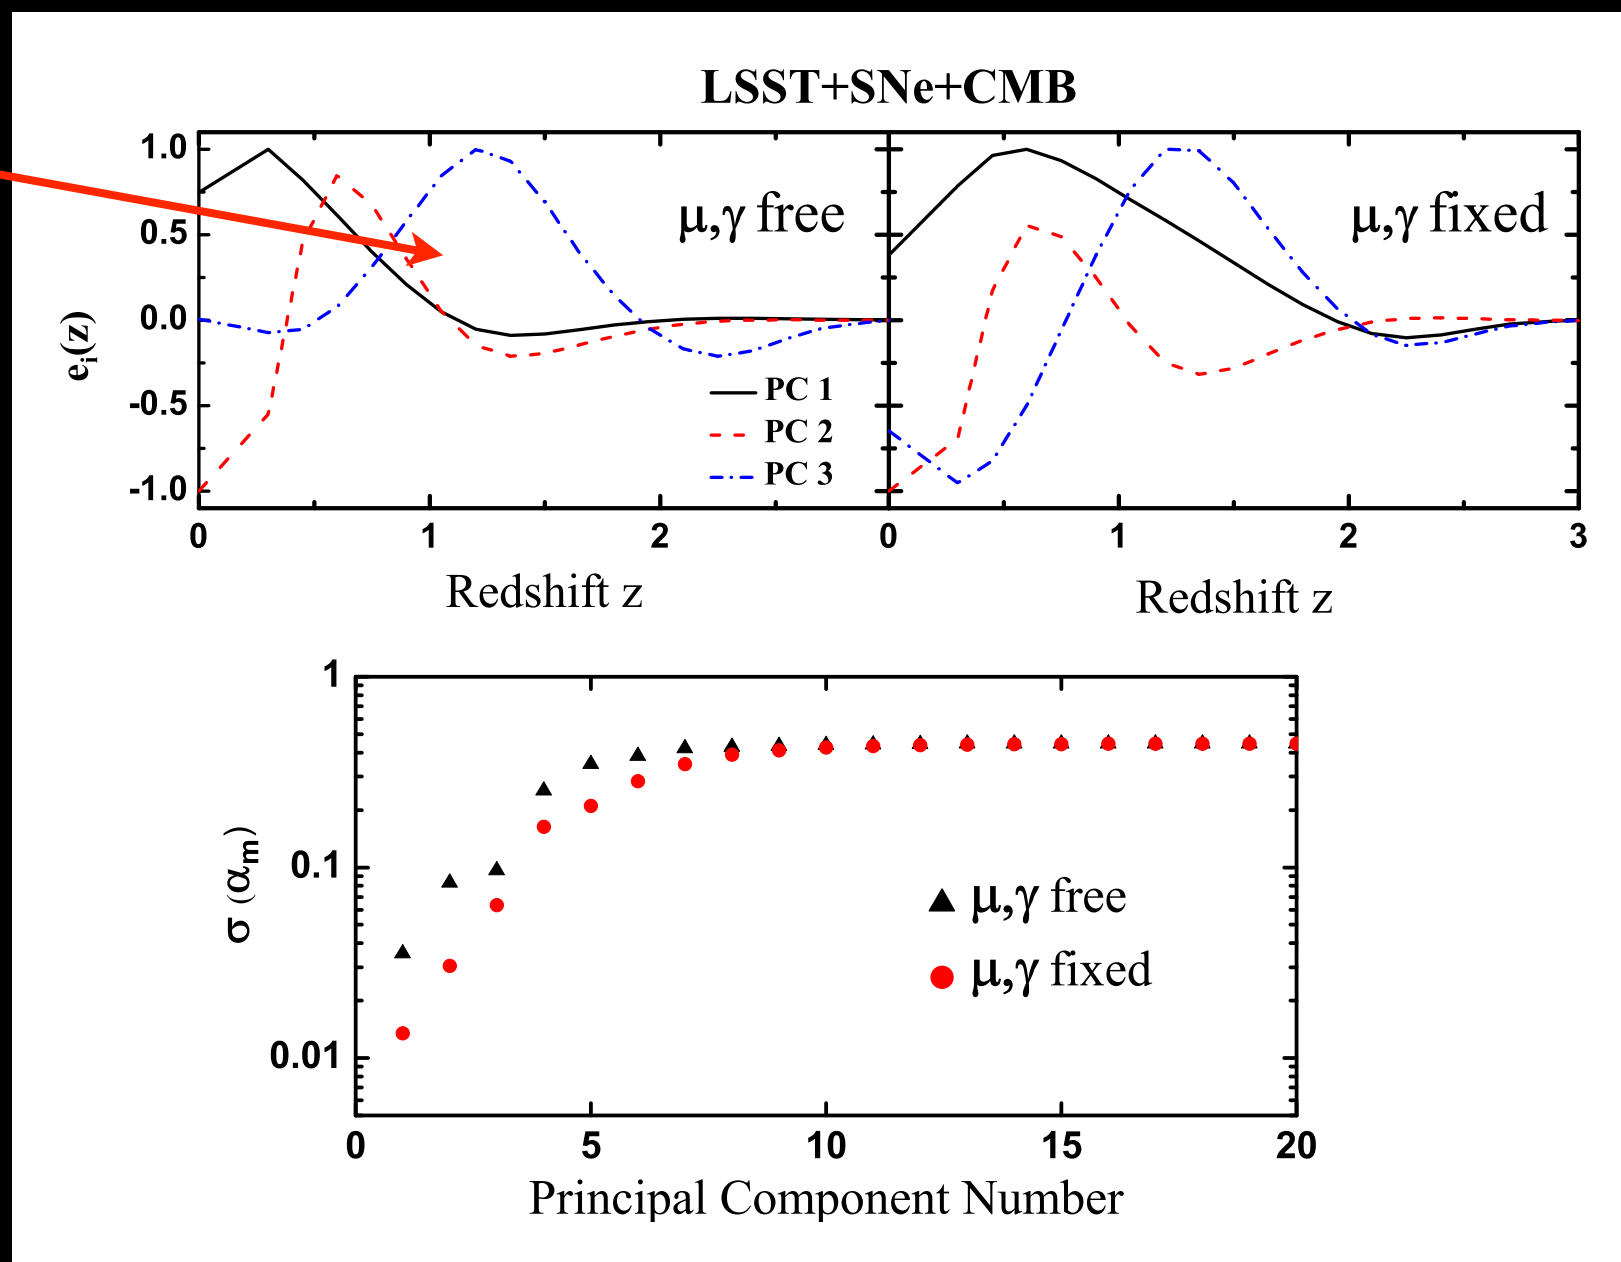 LSST+SNe+CMB
1.0
0.5
0.0
-0.5
-1.0
e_i(z)
μ,γ free
μ,γ fixed
PC 1
PC 2
PC 3
0 1 2 0 1 2 3
Redshift z
Redshift z
1
0.1
0.01
σ (α_m)
μ,γ free
μ,γ fixed
0 5 10 15 20
Principal Component Number